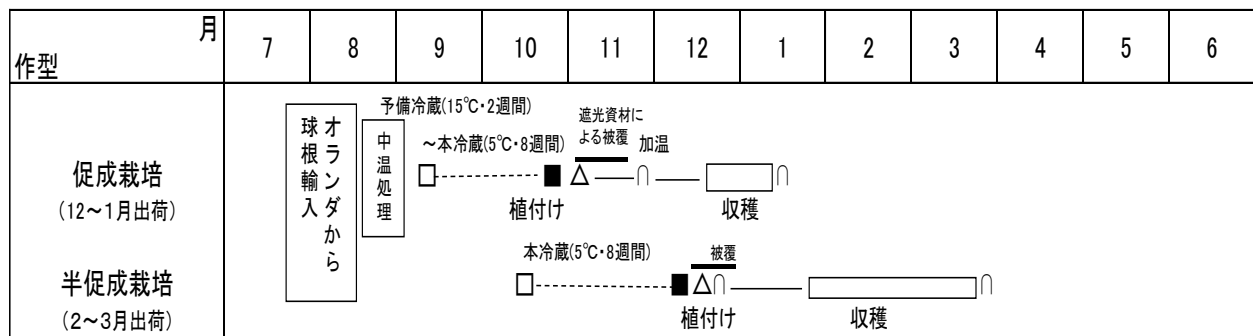 月
作型
7 8 9 10 11 12 1 2 3 4 5 6
促成栽培
(12~1月出荷)
オランダから
球根輸入
中温処理
予備冷蔵(15℃・2週間)
~本冷蔵(5℃・8週間)
遮光資材に
よる被覆
加温
植付け
収穫
半促成栽培
(2~3月出荷)
本冷蔵(5℃・8週間)
被覆
植付け
収穫